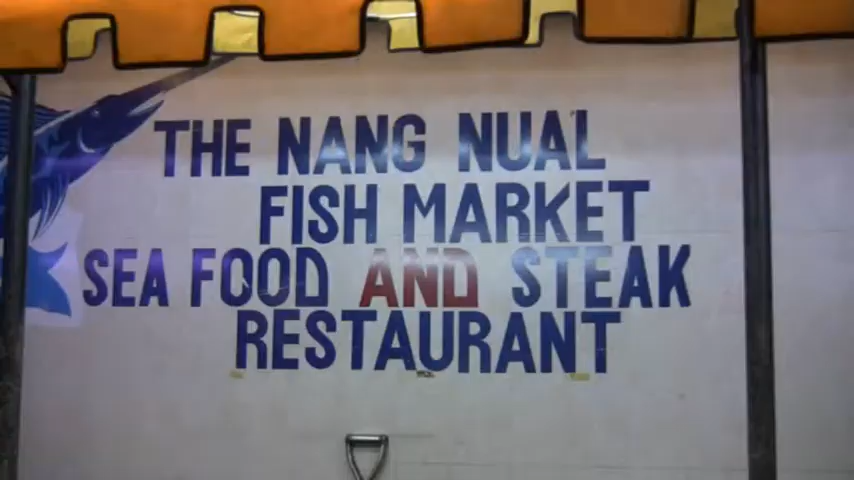 THE NANG NUAL
FISH MARKET
SEA FOOD AND STEAK
RESTAURANT